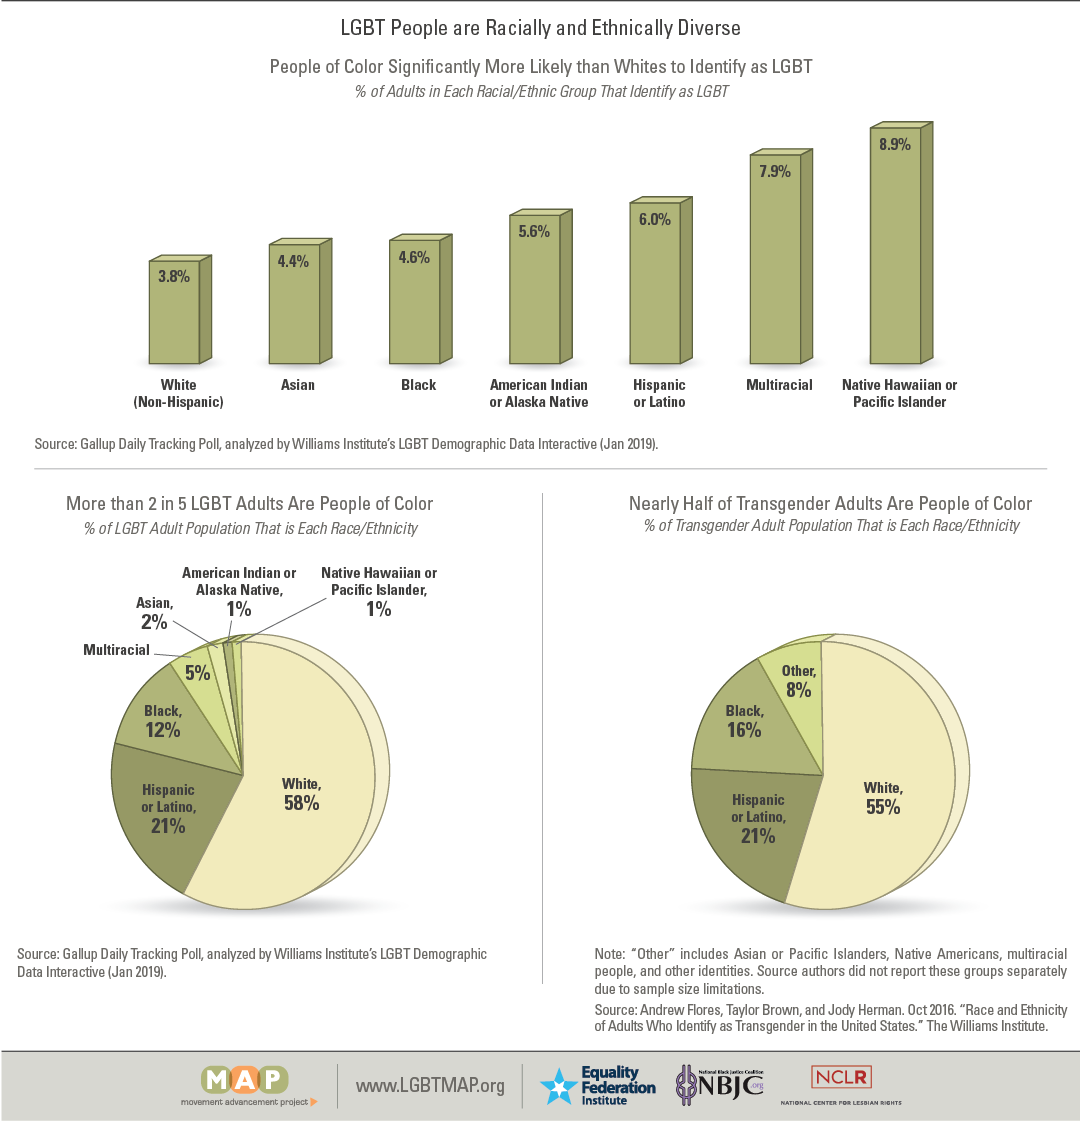 LGBT People are Racially and Ethnically Diverse
People of Color Significantly More Likely than Whites to Identify as LGBT
% of Adults in Each Racial/Ethnic Group That Identify as LGBT
3.8%
4.4%
4.6%
5.6%
6.0%
7.9%
8.9%
White
(Non-Hispanic)
Asian
Black
American Indian
or Alaska Native
Hispanic
or Latino
Multiracial
Native Hawaiian or
Pacific Islander
Source: Gallup Daily Tracking Poll, analyzed by Williams Institute's LGBT Demographic Data Interactive (Jan 2019).
More than 2 in 5 LGBT Adults Are People of Color
% of LGBT Adult Population That is Each Race/Ethnicity
American Indian or
Alaska Native,
1%
Native Hawaiian or
Pacific Islander,
1%
Asian,
2%
Multiracial
5%
Black,
12%
Hispanic
or Latino,
21%
White,
58%
Source: Gallup Daily Tracking Poll, analyzed by Williams Institute's LGBT Demographic
Data Interactive (Jan 2019).
Nearly Half of Transgender Adults Are People of Color
% of Transgender Adult Population That is Each Race/Ethnicity
Other,
8%
Black,
16%
Hispanic
or Latino,
21%
White,
55%
Note: "Other" includes Asian or Pacific Islanders, Native Americans, multiracial
people, and other identities. Source authors did not report these groups separately
due to sample size limitations.
Source: Andrew Flores, Taylor Brown, and Jody Herman. Oct 2016. "Race and Ethnicity
of Adults Who Identify as Transgender in the United States." The Williams Institute.
MAP
movement advancement project
www.LGBTMAP.org
Equality
Federation
Institute
National Black Justice Coalition
NBJC.org
NCLR
NATIONAL CENTER FOR LESBIAN RIGHTS